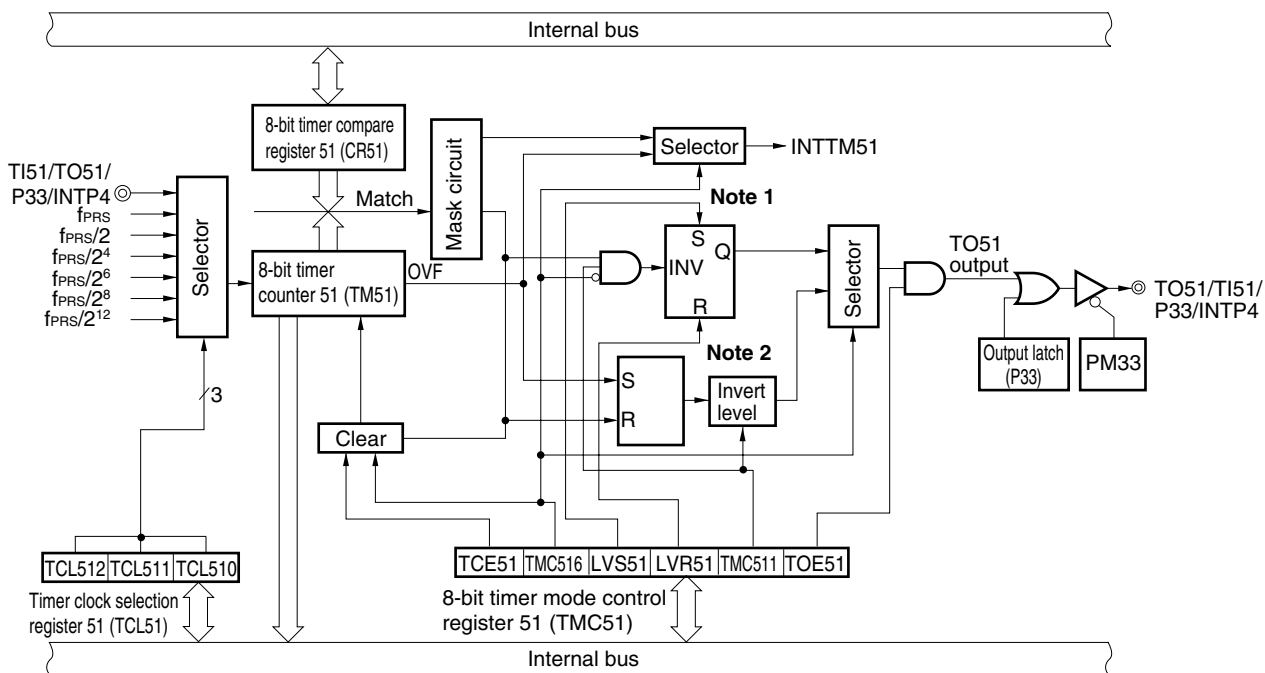 Internal bus
8-bit timer compare
register 51 (CR51)
Mask circuit
Selector
INTTM51
TI51/TO51/
P33/INTP4
Match
Note 1
fPRS
fPRS/2
fPRS/2⁴
fPRS/2⁶
fPRS/2⁸
fPRS/2¹²
Selector
8-bit timer
counter 51 (TM51)
OVF
S
INV
Q
R
Selector
TO51
output
TO51/TI51/
P33/INTP4
Note 2
Output latch
(P33)
PM33
S
R
Invert
level
3
Clear
TCL512 TCL511 TCL510
Timer clock selection
register 51 (TCL51)
TCE51 TMC516 LVS51 LVR51 TMC511 TOE51
8-bit timer mode control
register 51 (TMC51)
Internal bus